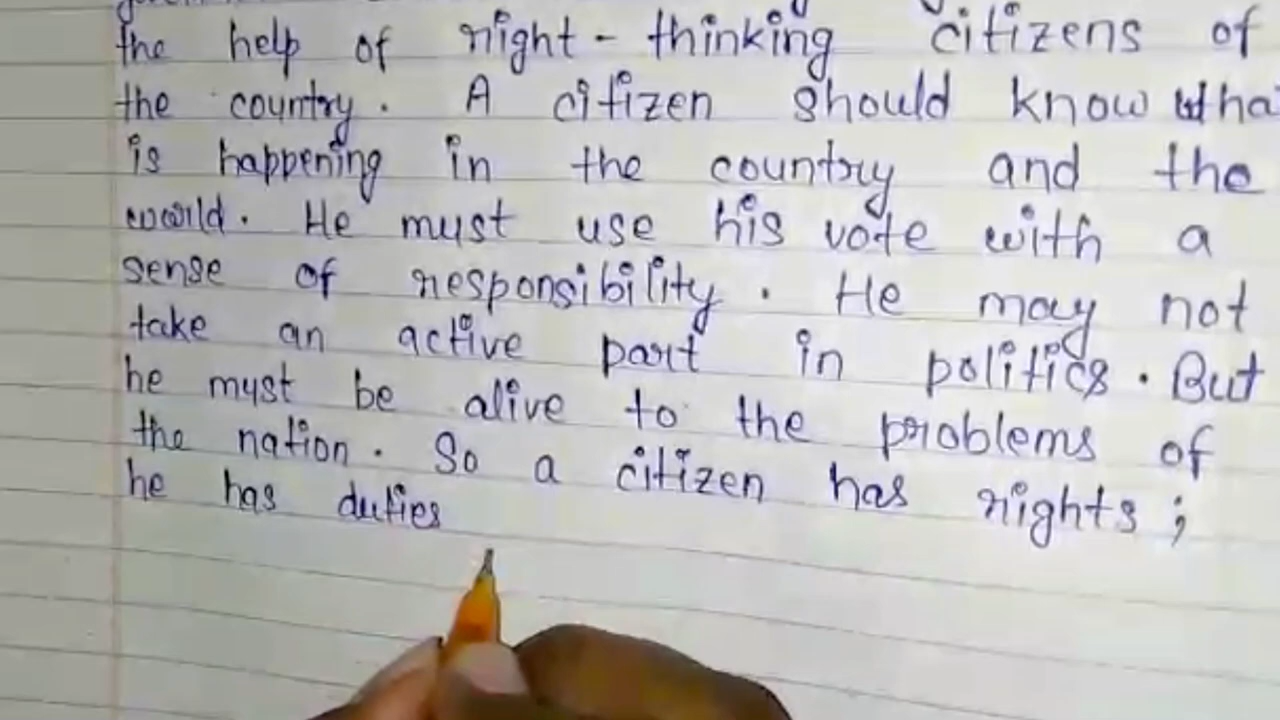 the help of right - thinking citizens of
the country. A citizen should know wha
is happening in the country and the
world. He must use his vote with a
sense of responsibility. He may not
take an active part in politics. But
he must be alive to the problems of
the nation. So a citizen has rights;
he has duties